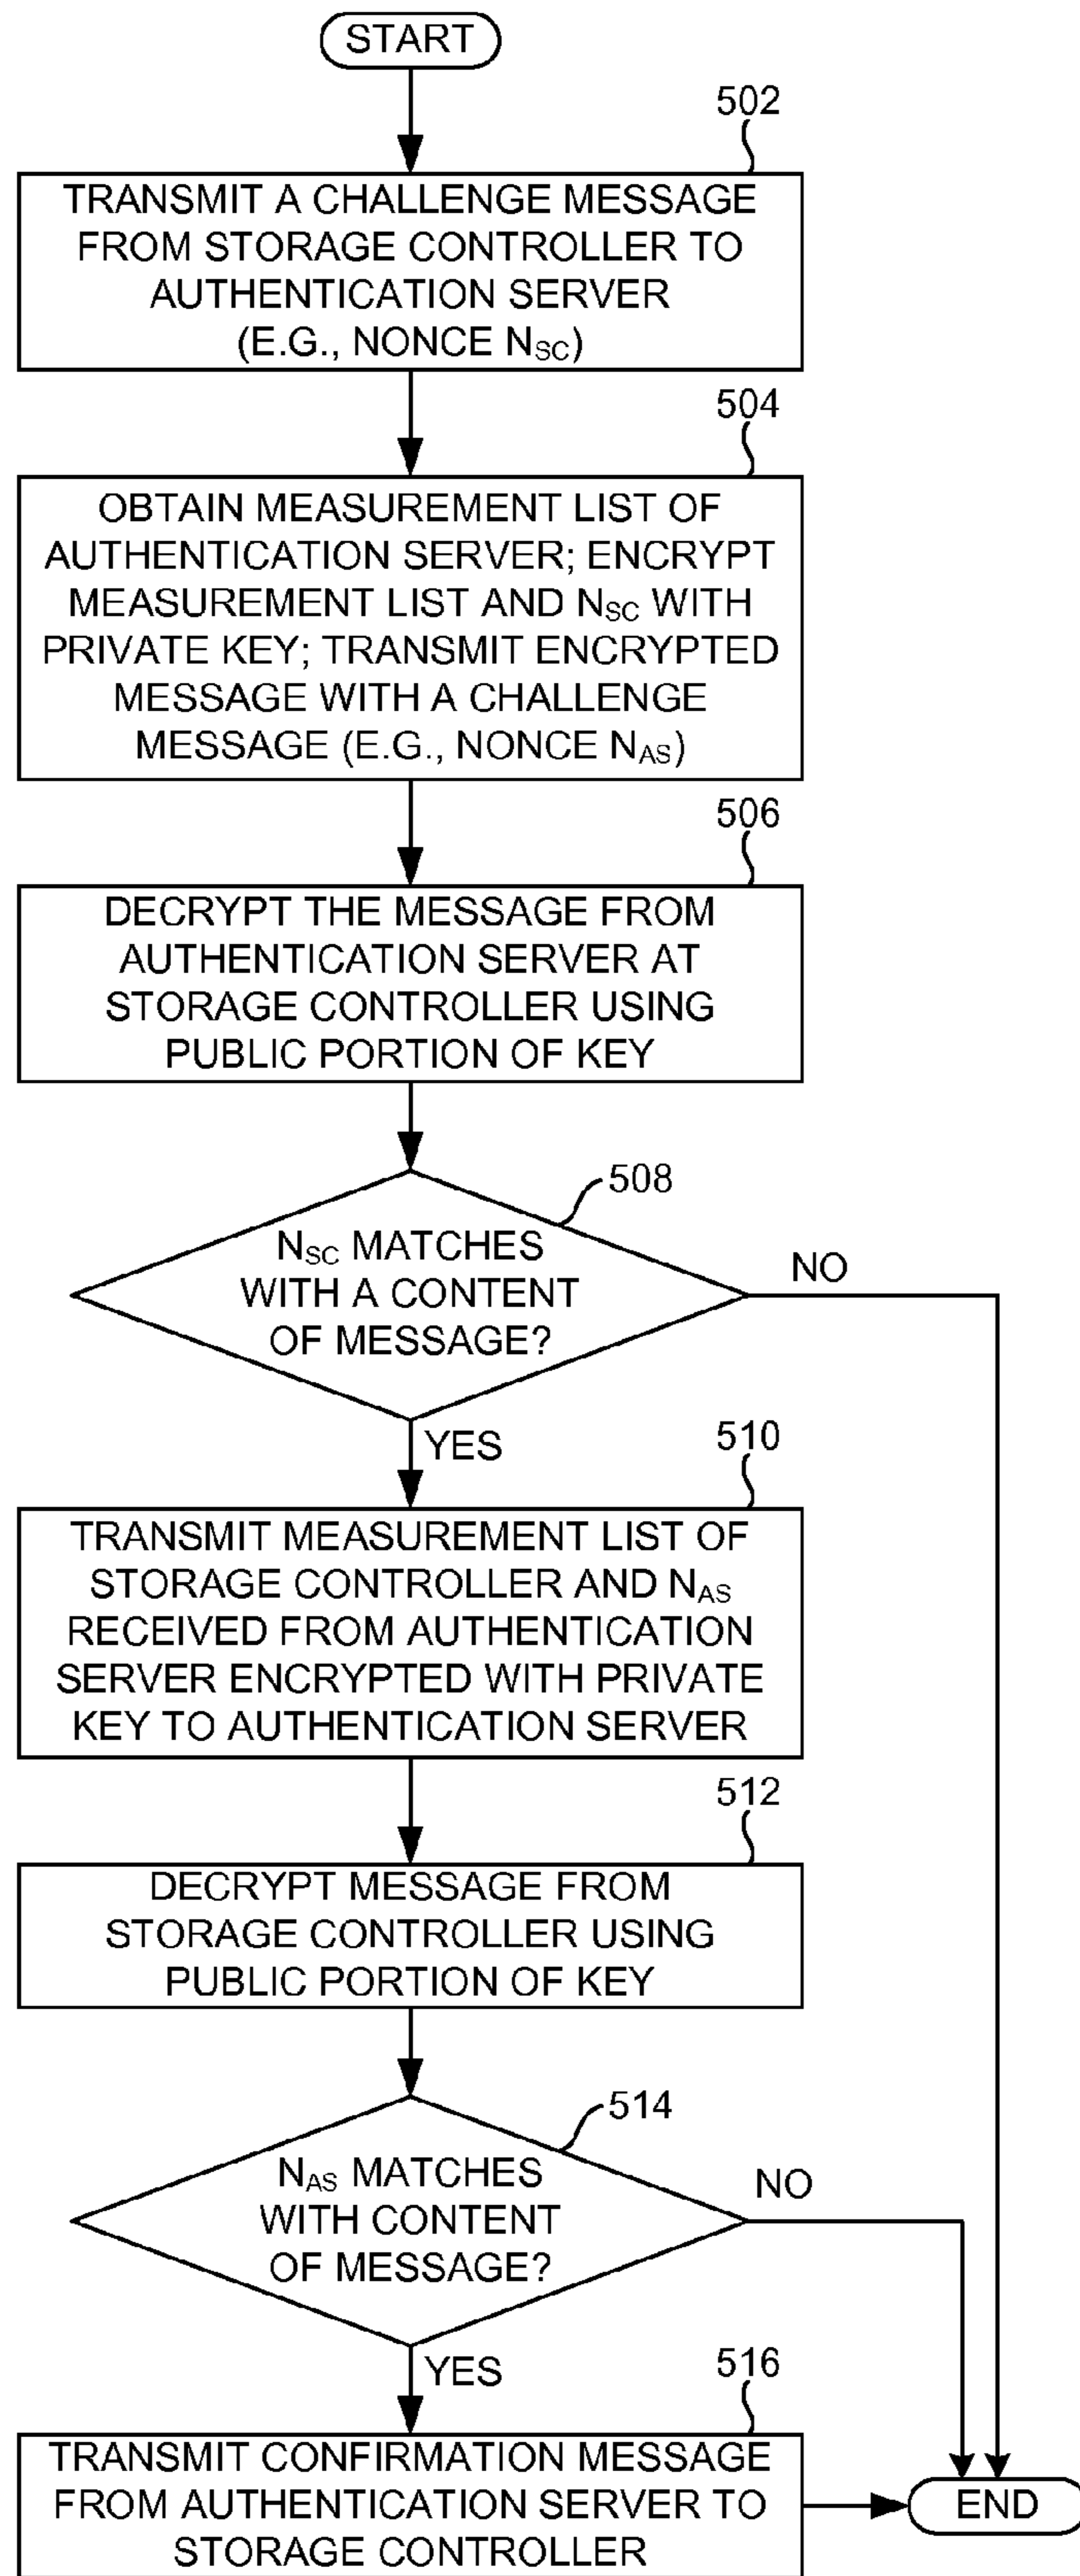 START
502
TRANSMIT A CHALLENGE MESSAGE
FROM STORAGE CONTROLLER TO
AUTHENTICATION SERVER
(E.G., NONCE NSC)
504
OBTAIN MEASUREMENT LIST OF
AUTHENTICATION SERVER; ENCRYPT
MEASUREMENT LIST AND NSC WITH
PRIVATE KEY; TRANSMIT ENCRYPTED
MESSAGE WITH A CHALLENGE
MESSAGE (E.G., NONCE NAS)
506
DECRYPT THE MESSAGE FROM
AUTHENTICATION SERVER AT
STORAGE CONTROLLER USING
PUBLIC PORTION OF KEY
508
NSC MATCHES
WITH A CONTENT
OF MESSAGE?
NO
YES
510
TRANSMIT MEASUREMENT LIST OF
STORAGE CONTROLLER AND NAS
RECEIVED FROM AUTHENTICATION
SERVER ENCRYPTED WITH PRIVATE
KEY TO AUTHENTICATION SERVER
512
DECRYPT MESSAGE FROM
STORAGE CONTROLLER USING
PUBLIC PORTION OF KEY
514
NAS MATCHES
WITH CONTENT
OF MESSAGE?
NO
YES
516
TRANSMIT CONFIRMATION MESSAGE
FROM AUTHENTICATION SERVER TO
STORAGE CONTROLLER
END